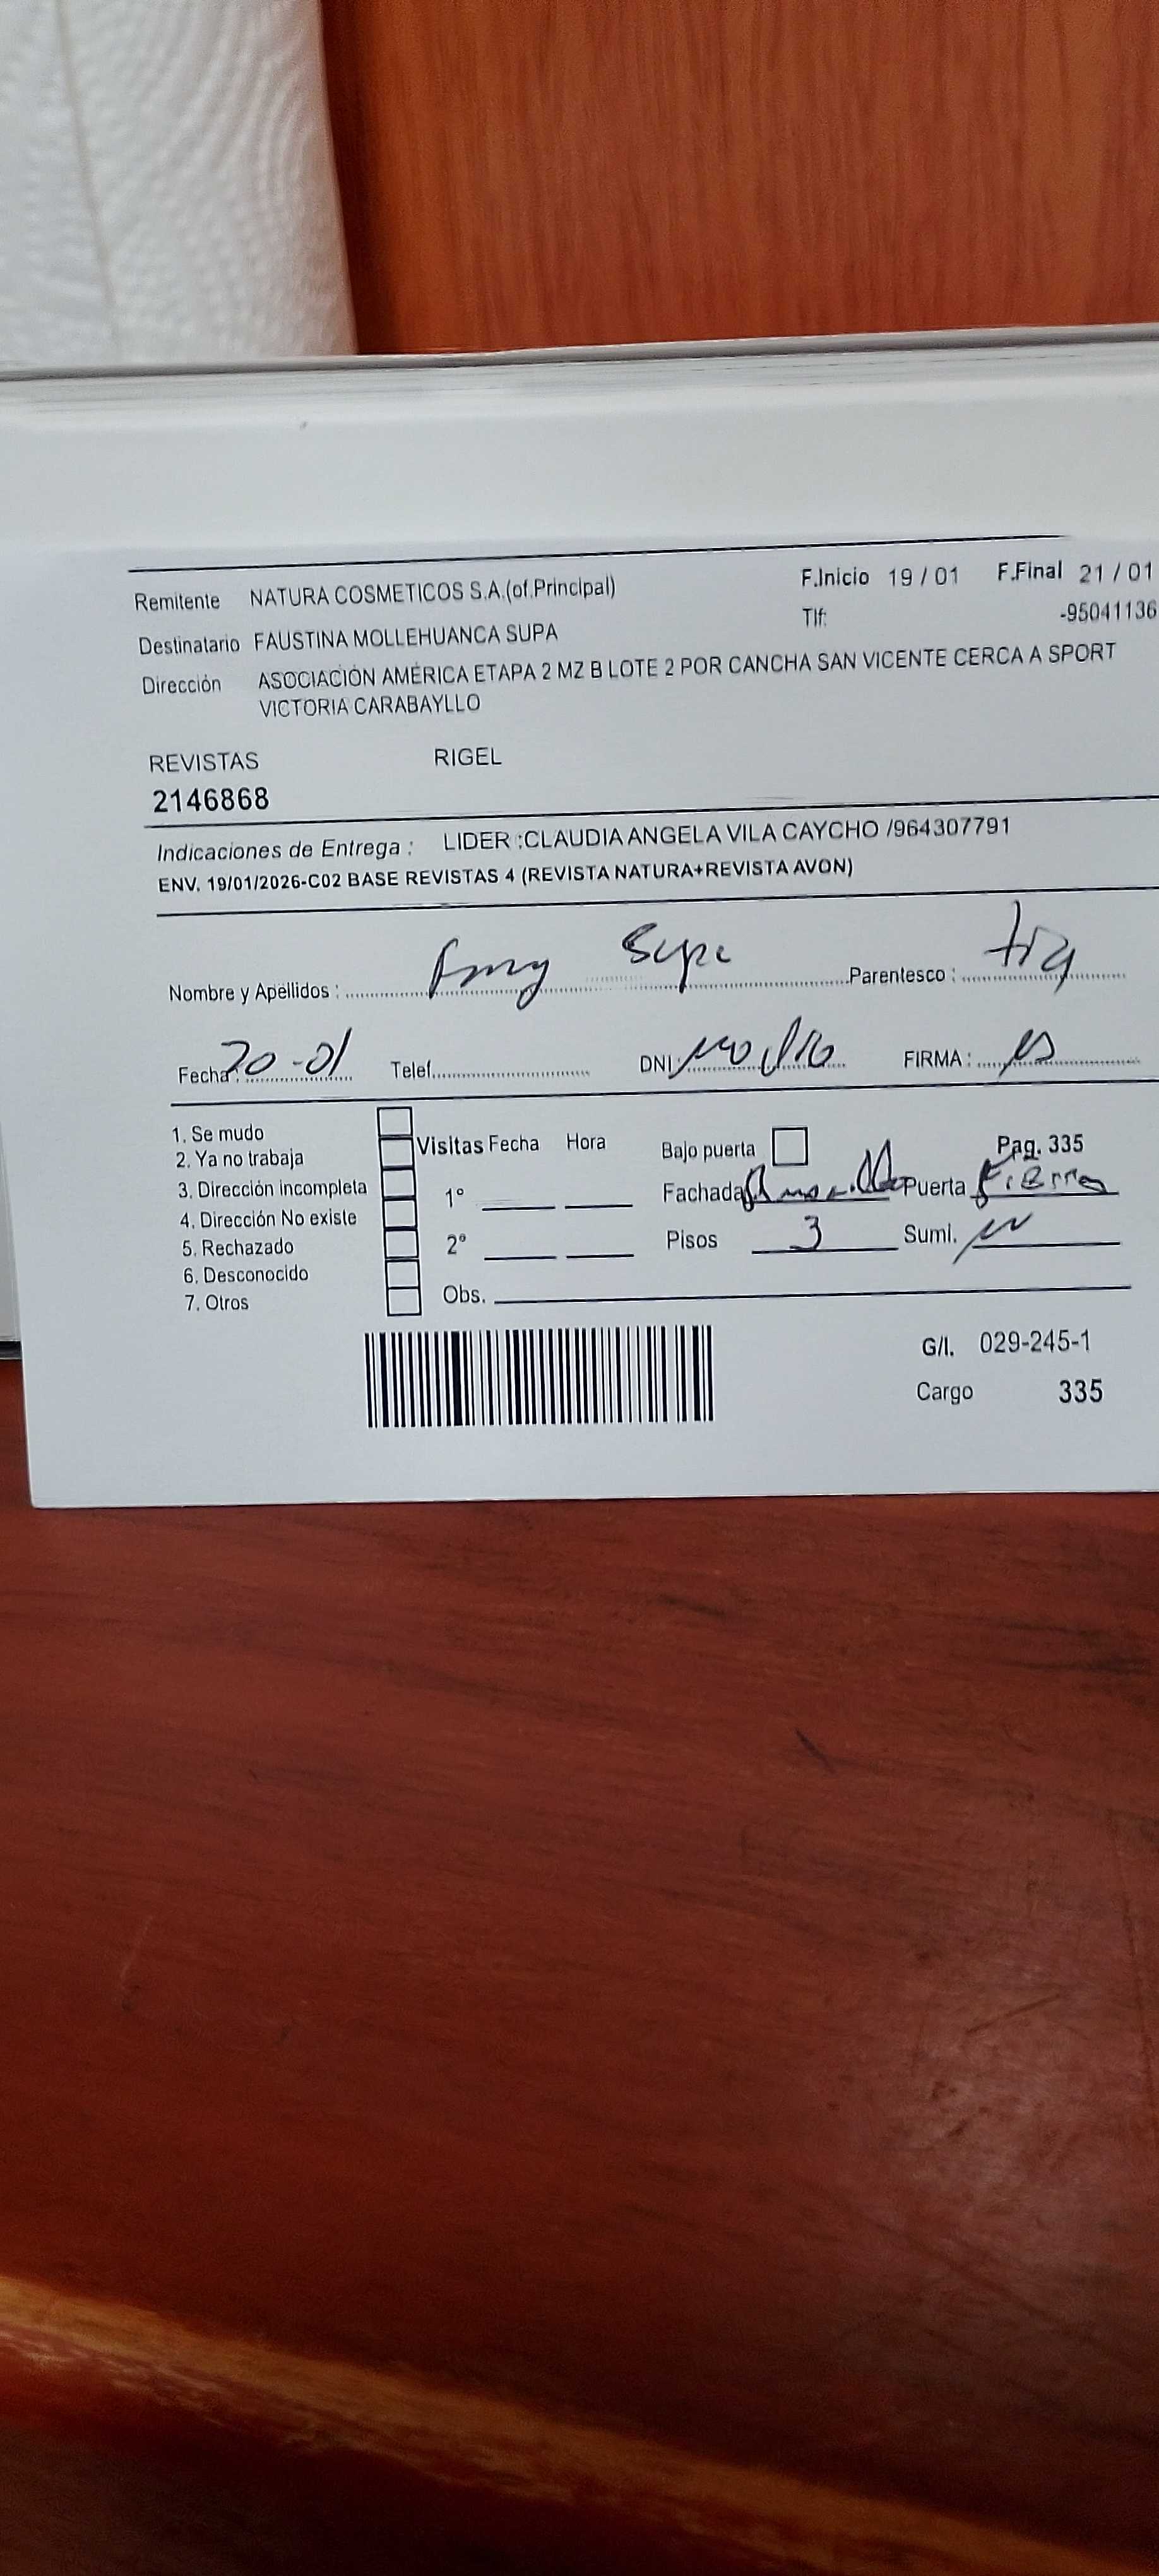 Remitente NATURA COSMETICOS S.A.(of.Principal) F.Inicio 19 / 01 F.Final 21 / 01
Destinatario FAUSTINA MOLLEHUANCA SUPA Tlf: -95041136
Dirección ASOCIACIÓN AMÉRICA ETAPA 2 MZ B LOTE 2 POR CANCHA SAN VICENTE CERCA A SPORT
VICTORIA CARABAYLLO
REVISTAS RIGEL
2146868
Indicaciones de Entrega : LIDER :CLAUDIA ANGELA VILA CAYCHO /964307791
ENV. 19/01/2026-C02 BASE REVISTAS 4 (REVISTA NATURA+REVISTA AVON)
Nombre y Apellidos : Supa Parentesco : tia
Fecha : 20-01 Telef. DNI: FIRMA :
1. Se mudo
2. Ya no trabaja Visitas Fecha Hora Bajo puerta Pag. 335
3. Dirección incompleta 1° Fachada Amarillo Puerta Fierro
4. Dirección No existe
5. Rechazado 2° Pisos 3 Sumi.
6. Desconocido
7. Otros Obs.
G/I. 029-245-1
Cargo 335